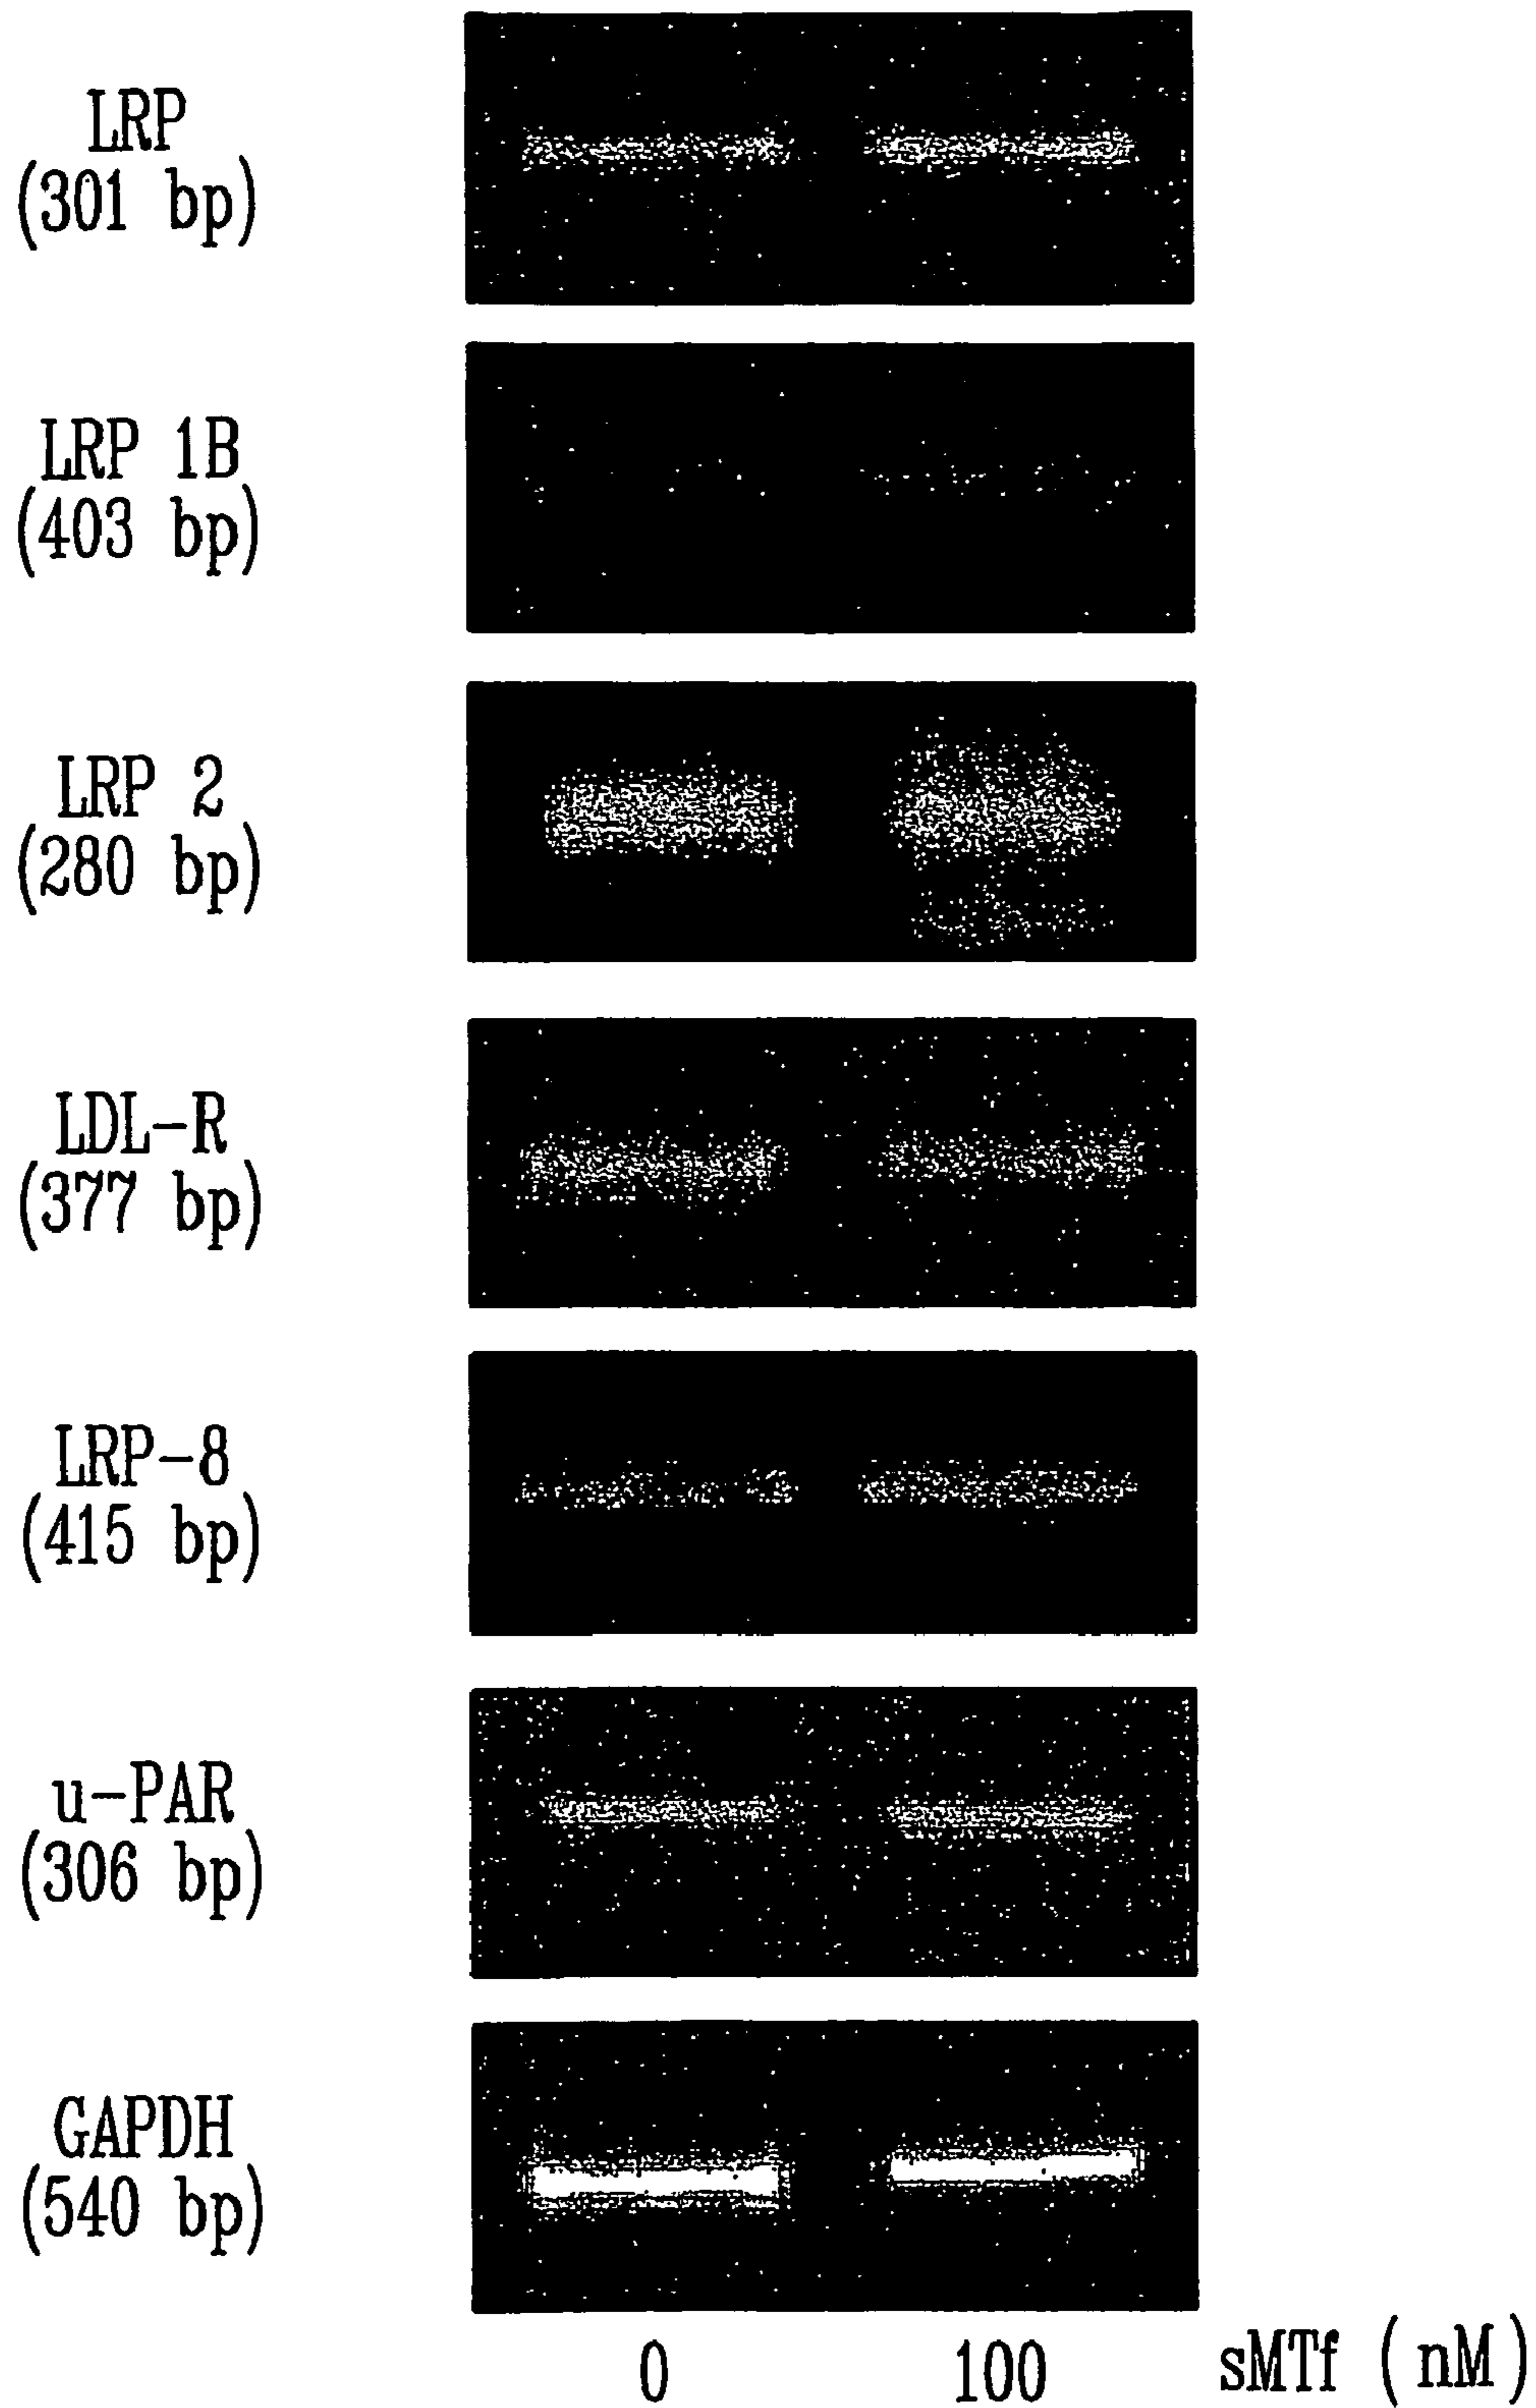 LRP
(301 bp)
LRP 1B
(403 bp)
LRP 2
(280 bp)
LDL-R
(377 bp)
LRP-8
(415 bp)
u-PAR
(306 bp)
GAPDH
(540 bp)
0 100 sMTf (nM)